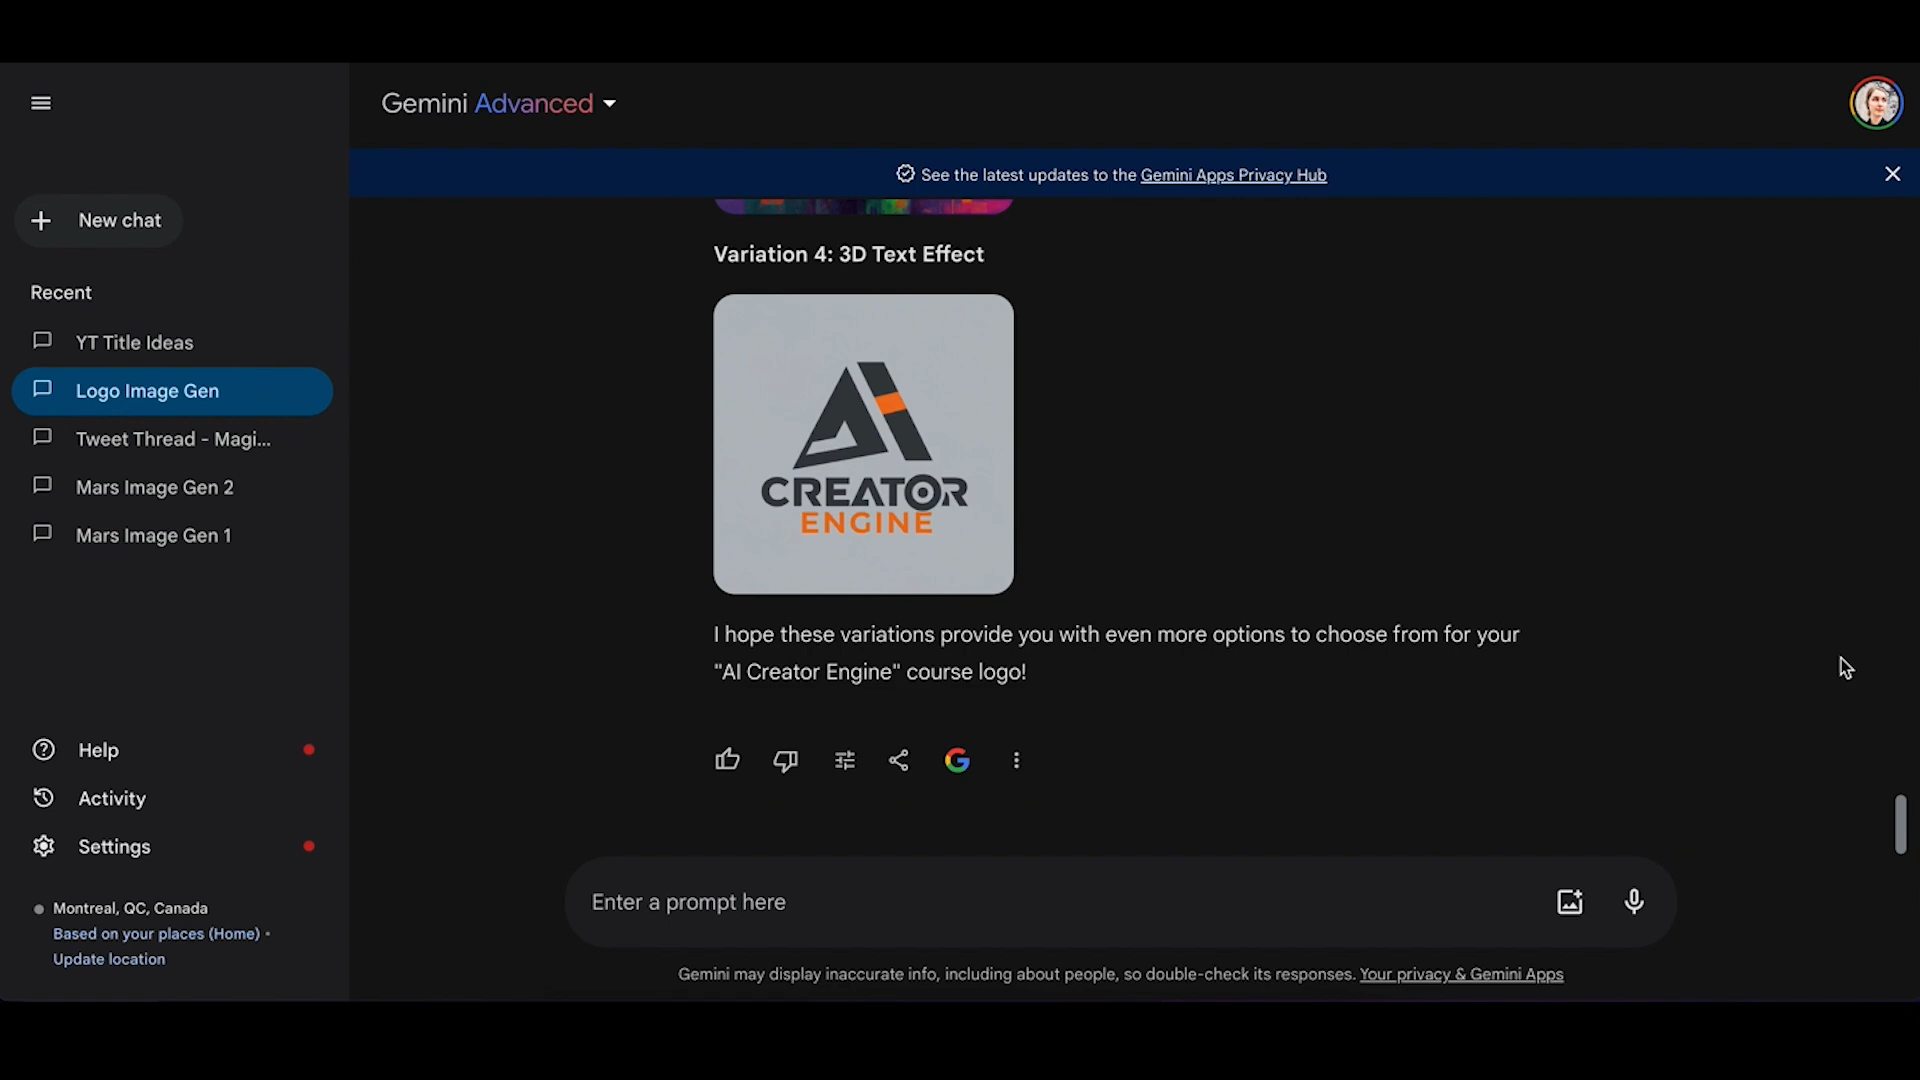 Gemini Advanced
See the latest updates to the Gemini Apps Privacy Hub
New chat
Recent
YT Title Ideas
Logo Image Gen
Tweet Thread - Magi...
Mars Image Gen 2
Mars Image Gen 1
Help
Activity
Settings
Montreal, QC, Canada
Based on your places (Home) •
Update location
Variation 4: 3D Text Effect
AI
CREATOR
ENGINE
I hope these variations provide you with even more options to choose from for your
"AI Creator Engine" course logo!
Enter a prompt here
Gemini may display inaccurate info, including about people, so double-check its responses. Your privacy & Gemini Apps